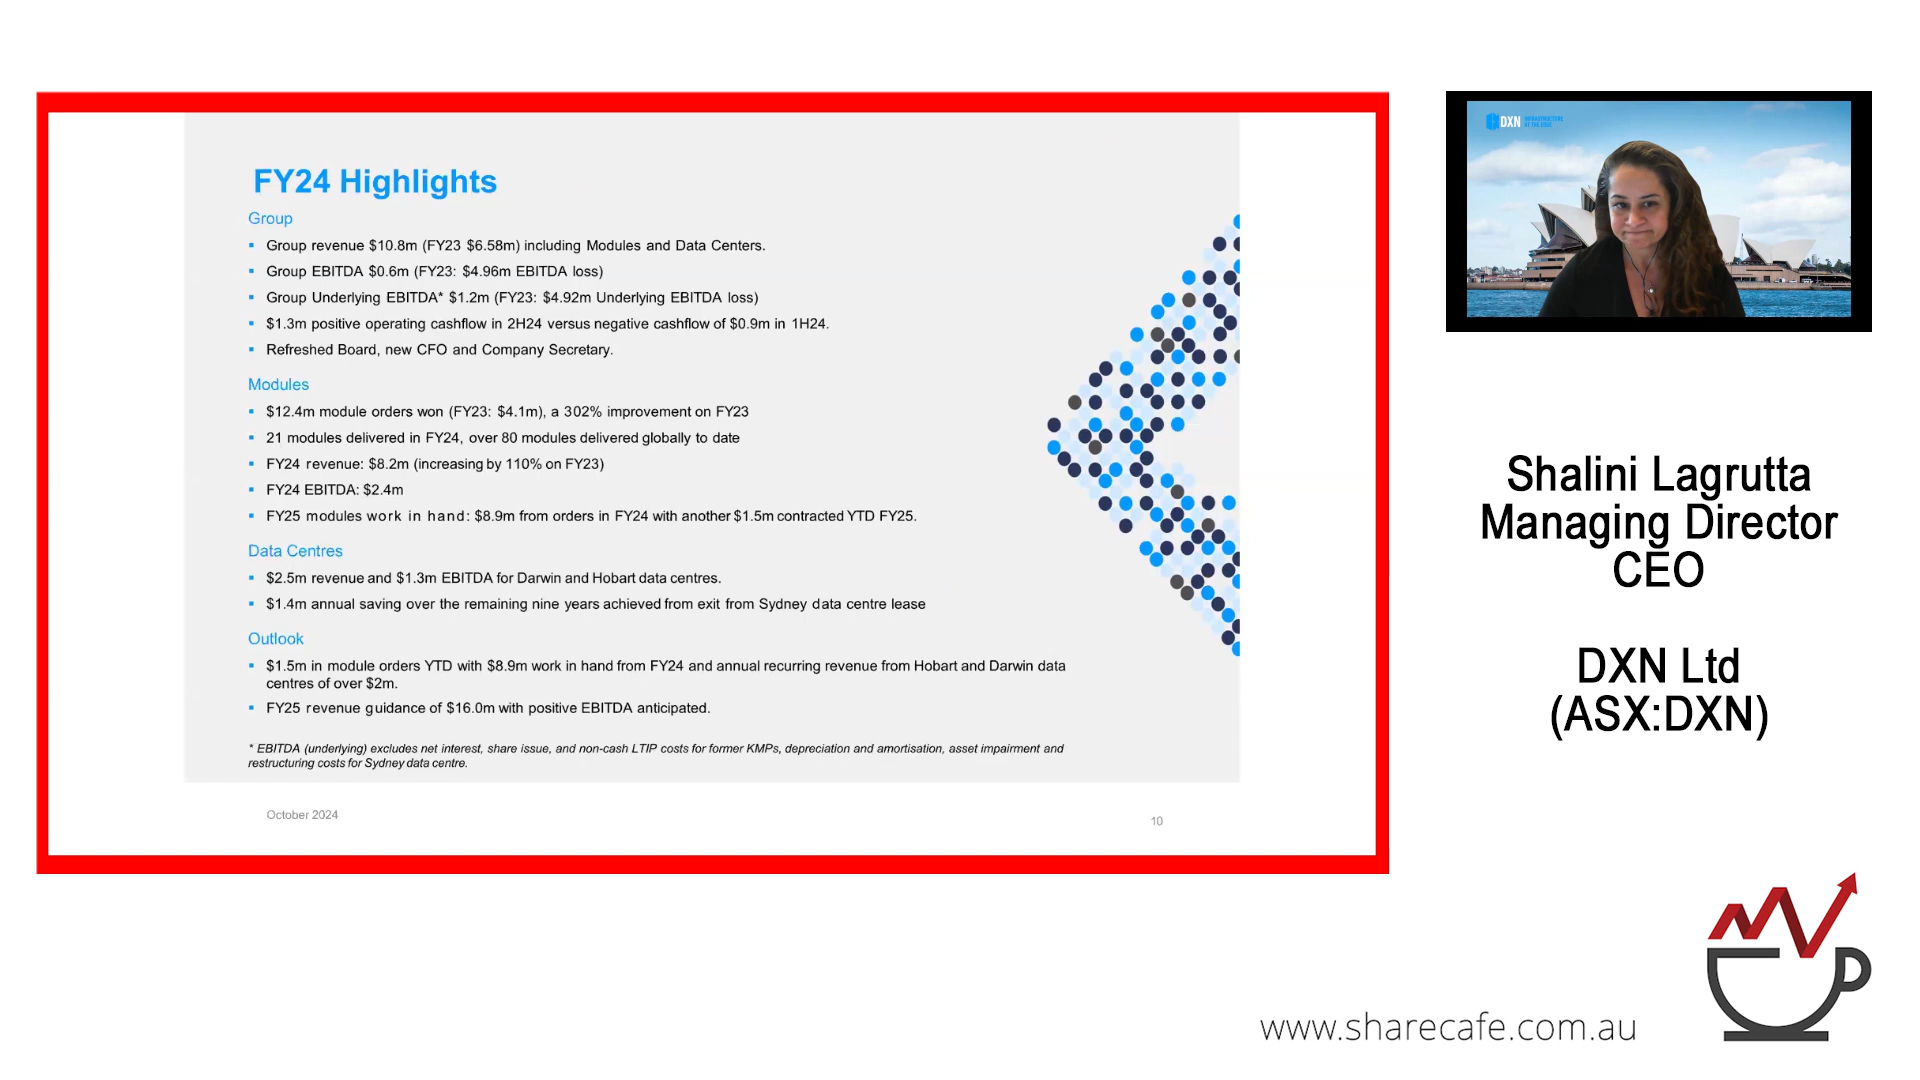 FY24 Highlights
Group
▪ Group revenue $10.8m (FY23 $6.58m) including Modules and Data Centers.
▪ Group EBITDA $0.6m (FY23: $4.96m EBITDA loss)
▪ Group Underlying EBITDA* $1.2m (FY23: $4.92m Underlying EBITDA loss)
▪ $1.3m positive operating cashflow in 2H24 versus negative cashflow of $0.9m in 1H24.
▪ Refreshed Board, new CFO and Company Secretary.
Modules
▪ $12.4m module orders won (FY23: $4.1m), a 302% improvement on FY23
▪ 21 modules delivered in FY24, over 80 modules delivered globally to date
▪ FY24 revenue: $8.2m (increasing by 110% on FY23)
▪ FY24 EBITDA: $2.4m
▪ FY25 modules work in hand: $8.9m from orders in FY24 with another $1.5m contracted YTD FY25.
Data Centres
▪ $2.5m revenue and $1.3m EBITDA for Darwin and Hobart data centres.
▪ $1.4m annual saving over the remaining nine years achieved from exit from Sydney data centre lease
Outlook
▪ $1.5m in module orders YTD with $8.9m work in hand from FY24 and annual recurring revenue from Hobart and Darwin data
centres of over $2m.
▪ FY25 revenue guidance of $16.0m with positive EBITDA anticipated.
* EBITDA (underlying) excludes net interest, share issue, and non-cash LTIP costs for former KMPs, depreciation and amortisation, asset impairment and
restructuring costs for Sydney data centre.
October 2024
10
DXN INFRASTRUCTURE
AT THE EDGE
Shalini Lagrutta
Managing Director
CEO
DXN Ltd
(ASX:DXN)
www.sharecafe.com.au